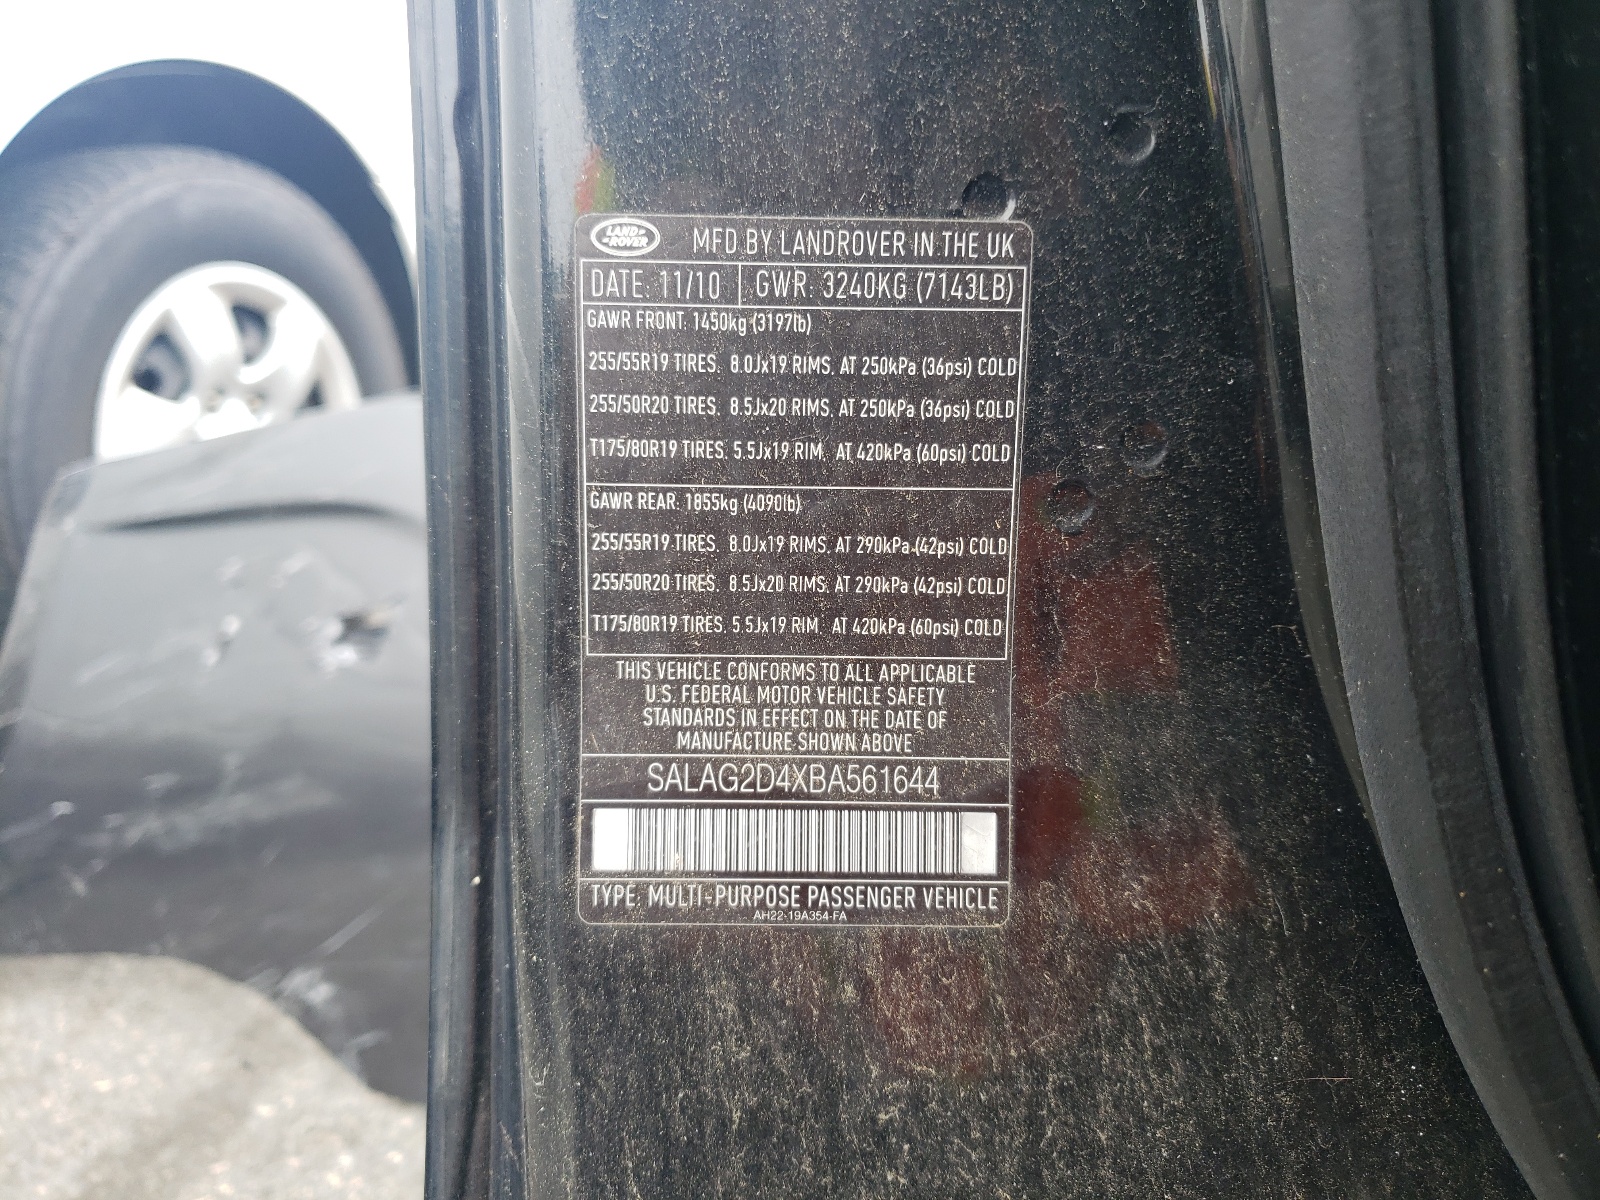 LAND-
-ROVER
MFD BY LANDROVER IN THE UK
DATE: 11/10 GWR: 3240KG (7143LB)
GAWR FRONT: 1450kg (3197lb)
255/55R19 TIRES. 8.0Jx19 RIMS. AT 250kPa (36psi) COLD
255/50R20 TIRES. 8.5Jx20 RIMS. AT 250kPa (36psi) COLD
T175/80R19 TIRES. 5.5Jx19 RIM. AT 420kPa (60psi) COLD
GAWR REAR: 1855kg (4090lb)
255/55R19 TIRES. 8.0Jx19 RIMS. AT 290kPa (42psi) COLD
255/50R20 TIRES. 8.5Jx20 RIMS. AT 290kPa (42psi) COLD
T175/80R19 TIRES. 5.5Jx19 RIM. AT 420kPa (60psi) COLD
THIS VEHICLE CONFORMS TO ALL APPLICABLE
U.S. FEDERAL MOTOR VEHICLE SAFETY
STANDARDS IN EFFECT ON THE DATE OF
MANUFACTURE SHOWN ABOVE
SALAG2D4XBA561644
TYPE: MULTI-PURPOSE PASSENGER VEHICLE
AH22-19A354-FA